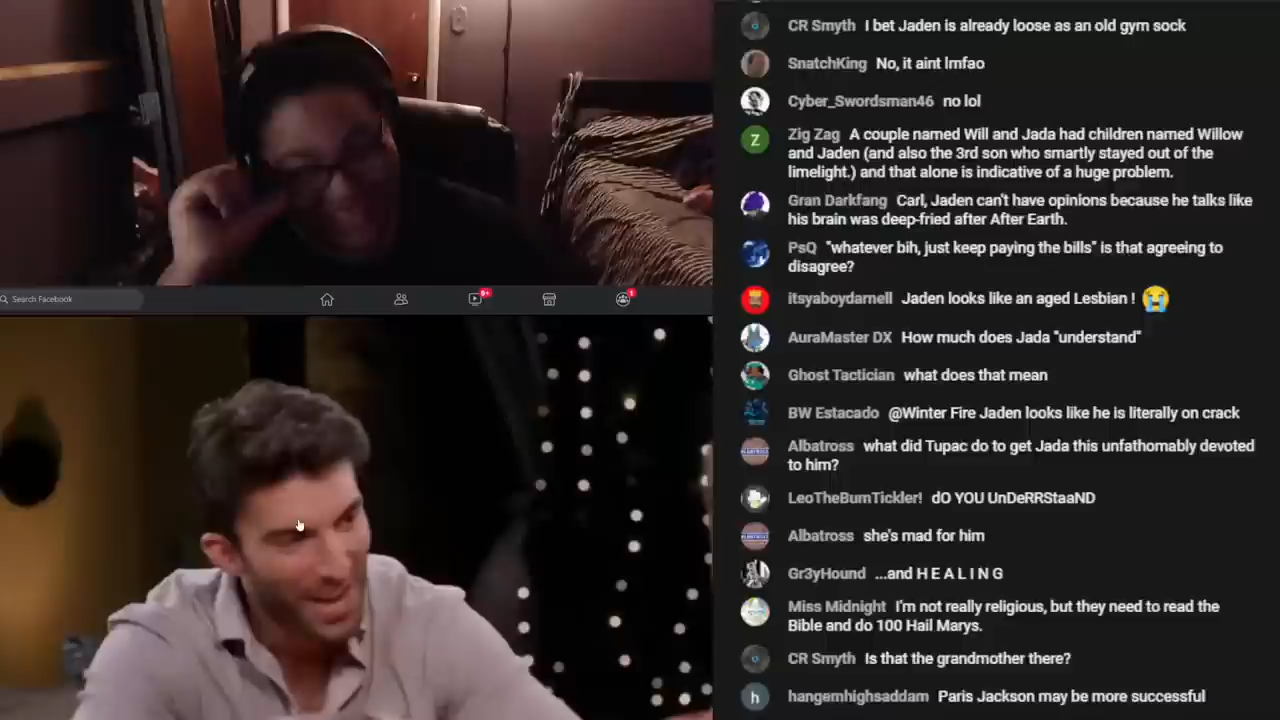 CR Smyth I bet Jaden is already loose as an old gym sock
SnatchKing No, it aint lmfao
Cyber_Swordsman46 no lol
Z
Zig Zag A couple named Will and Jada had children named Willow
and Jaden (and also the 3rd son who smartly stayed out of the
limelight.) and that alone is indicative of a huge problem.
Gran Darkfang Carl, Jaden can't have opinions because he talks like
his brain was deep-fried after After Earth.
PsQ "whatever bih, just keep paying the bills" is that agreeing to
disagree?
Search Facebook
9+
1
itsyaboydarnell Jaden looks like an aged Lesbian ! 😭
AuraMaster DX How much does Jada "understand"
Ghost Tactician what does that mean
BW Estacado @Winter Fire Jaden looks like he is literally on crack
Albatross what did Tupac do to get Jada this unfathomably devoted
to him?
LeoTheBumTickler! dO YOU UnDeRRStaaND
Albatross she's mad for him
Gr3yHound ...and H E A L I N G
Miss Midnight I'm not really religious, but they need to read the
Bible and do 100 Hail Marys.
CR Smyth Is that the grandmother there?
h
hangemhighsaddam Paris Jackson may be more successful